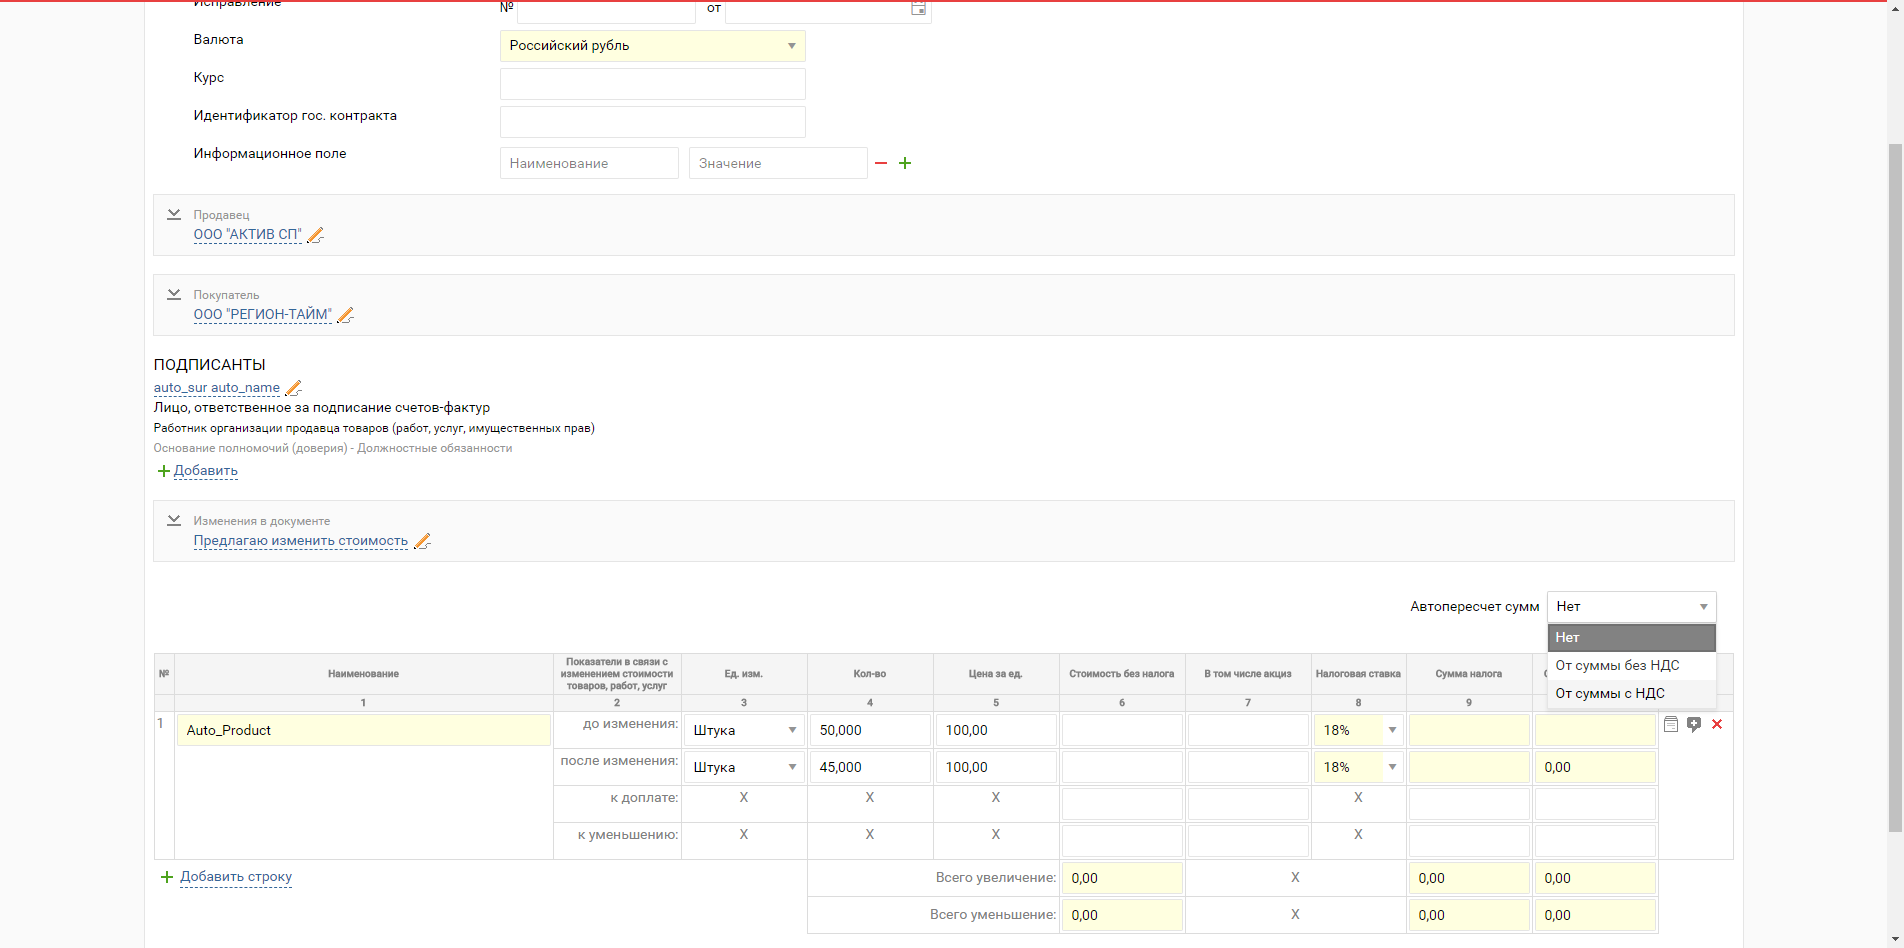 Исправление № от
Валюта Российский рубль
Курс
Идентификатор гос. контракта
Информационное поле Наименование Значение
Продавец
ООО "АКТИВ СП"
Покупатель
ООО "РЕГИОН-ТАЙМ"
ПОДПИСАНТЫ
auto_sur auto_name
Лицо, ответственное за подписание счетов-фактур
Работник организации продавца товаров (работ, услуг, имущественных прав)
Основание полномочий (доверия) - Должностные обязанности
Добавить
Изменения в документе
Предлагаю изменить стоимость
Автопересчет сумм Нет
Нет
От суммы без НДС
От суммы с НДС
№ Наименование Показатели в связи с изменением стоимости товаров, работ, услуг Ед. изм. Кол-во Цена за ед. Стоимость без налога В том числе акциз Налоговая ставка Сумма налога
1 2 3 4 5 6 7 8 9
1 Auto_Product до изменения: Штука 50,000 100,00 18%
после изменения: Штука 45,000 100,00 18% 0,00
к доплате: X X X X
к уменьшению: X X X X
Добавить строку Всего увеличение: 0,00 X 0,00 0,00
Всего уменьшение: 0,00 X 0,00 0,00